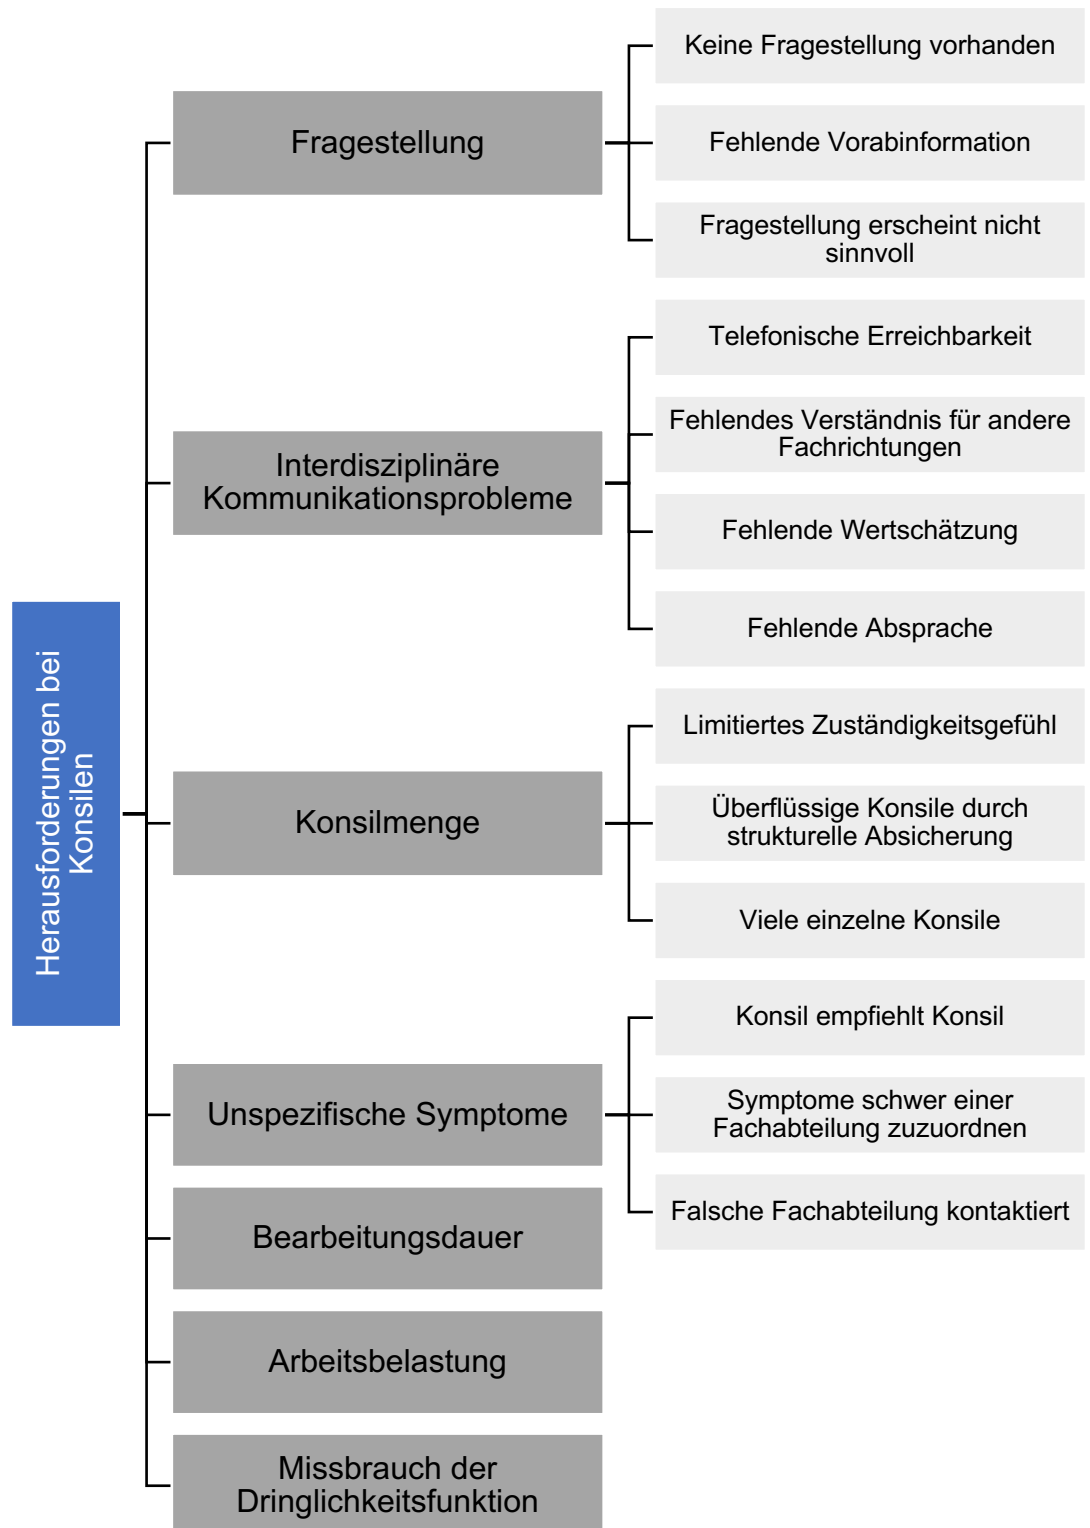 Herausforderungen bei
Konsilen
Fragestellung
Keine Fragestellung vorhanden
Fehlende Vorabinformation
Fragestellung erscheint nicht
sinnvoll
Interdisziplinäre
Kommunikationsprobleme
Telefonische Erreichbarkeit
Fehlendes Verständnis für andere
Fachrichtungen
Fehlende Wertschätzung
Fehlende Absprache
Konsilmenge
Limitiertes Zuständigkeitsgefühl
Überflüssige Konsile durch
strukturelle Absicherung
Viele einzelne Konsile
Unspezifische Symptome
Konsil empfiehlt Konsil
Symptome schwer einer
Fachabteilung zuzuordnen
Falsche Fachabteilung kontaktiert
Bearbeitungsdauer
Arbeitsbelastung
Missbrauch der
Dringlichkeitsfunktion